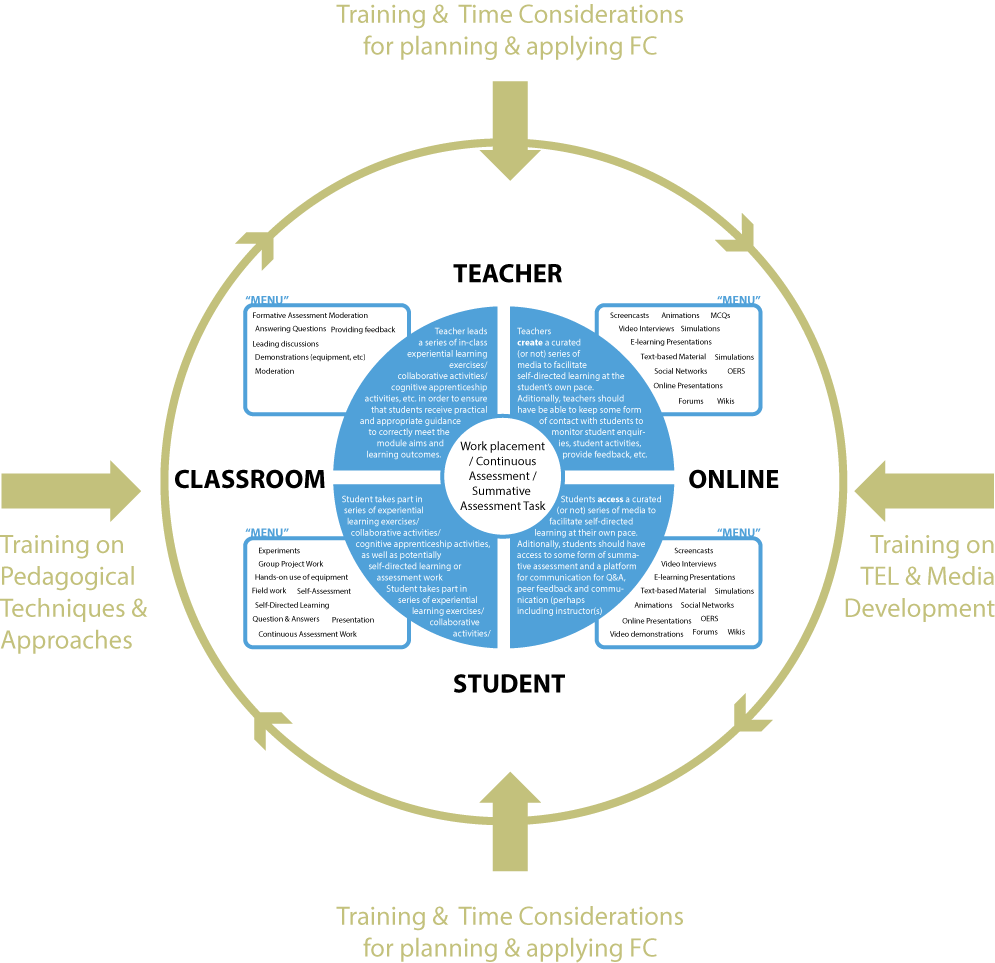 Training & Time Considerations
for planning & applying FC
TEACHER
"MENU"
Formative Assessment Moderation
Answering Questions Providing feedback
Leading discussions
Demonstrations (equipment, etc)
Moderation
Teacher leads
a series of in-class
experiential learning
exercises/
collaborative activities/
cognitive apprenticeship
activities, etc. in order to ensure
that students receive practical
and appropriate guidance
to correctly meet the
module aims and
learning outcomes.
Teachers
create a curated
(or not) series of
media to facilitate
self-directed learning at the
student's own pace.
Aditionally, teachers should
have be able to keep some form
of contact with students to
monitor student enquir-
ies, student activities,
provide feedback, etc.
"MENU"
Screencasts Animations MCQs
Video Interviews Simulations
E-learning Presentations
Text-based Material Simulations
Social Networks OERS
Online Presentations
Forums Wikis
CLASSROOM
Work placement
/ Continuous
Assessment /
Summative
Assessment Task
ONLINE
Training on
Pedagogical
Techniques &
Approaches
"MENU"
Experiments
Group Project Work
Hands-on use of equipment
Field work Self-Assessment
Self-Directed Learning
Question & Answers Presentation
Continuous Assessment Work
Student takes part in
series of experiential
learning exercises/
collaborative activities/
cognitive apprenticeship activities,
as well as potentially
self-directed learning or
assessment work
Student takes part in
series of experiential
learning exercises/
collaborative
activities/
Students access a curated
(or not) series of media to
facilitate self-directed
learning at their own pace.
Aditionally, students should have
access to some form of summa-
tive assessment and a platform
for communication for Q&A,
peer feedback and commu-
nication (perhaps
including instructor(s)
"MENU"
Screencasts
Video Interviews
E-learning Presentations
Text-based Material Simulations
Animations Social Networks
Online Presentations OERS
Video demonstrations Forums Wikis
Training on
TEL & Media
Development
STUDENT
Training & Time Considerations
for planning & applying FC